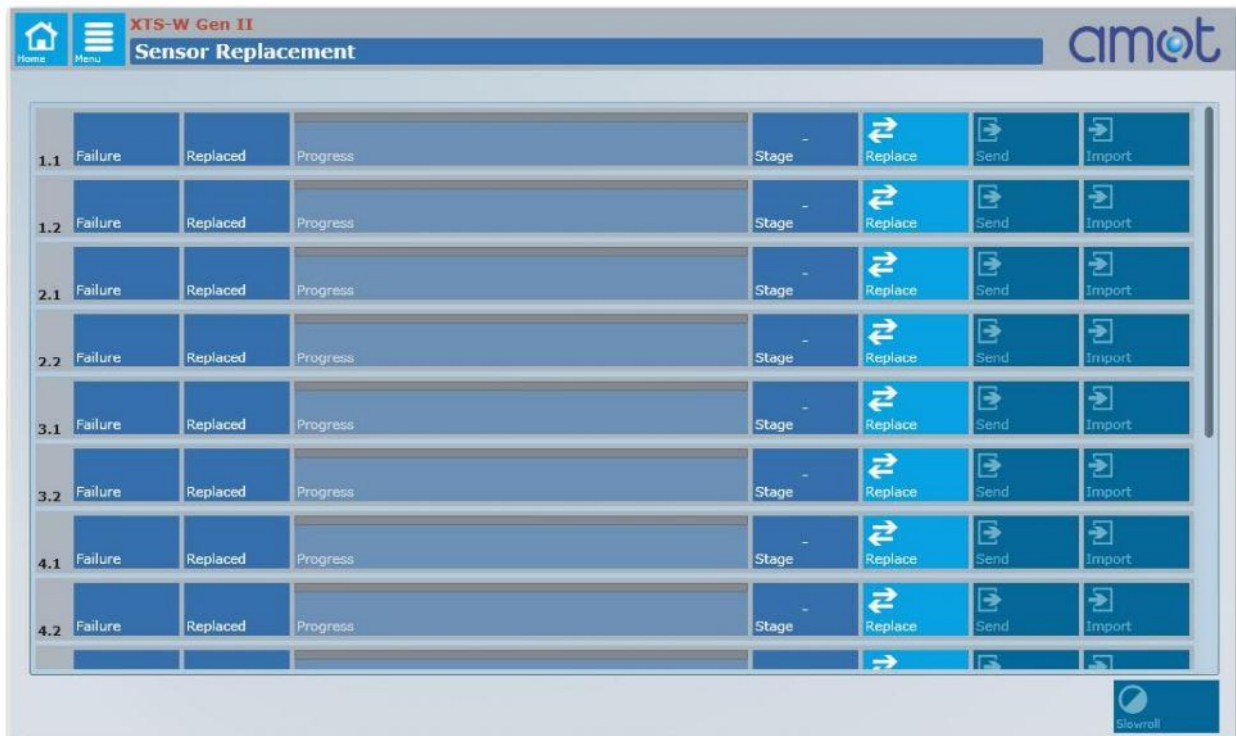 XTS-W Gen II
Home Menu Sensor Replacement amot
1.1 Failure Replaced Progress - Stage Replace Send Import
1.2 Failure Replaced Progress - Stage Replace Send Import
2.1 Failure Replaced Progress - Stage Replace Send Import
2.2 Failure Replaced Progress - Stage Replace Send Import
3.1 Failure Replaced Progress - Stage Replace Send Import
3.2 Failure Replaced Progress - Stage Replace Send Import
4.1 Failure Replaced Progress - Stage Replace Send Import
4.2 Failure Replaced Progress - Stage Replace Send Import
Slowroll